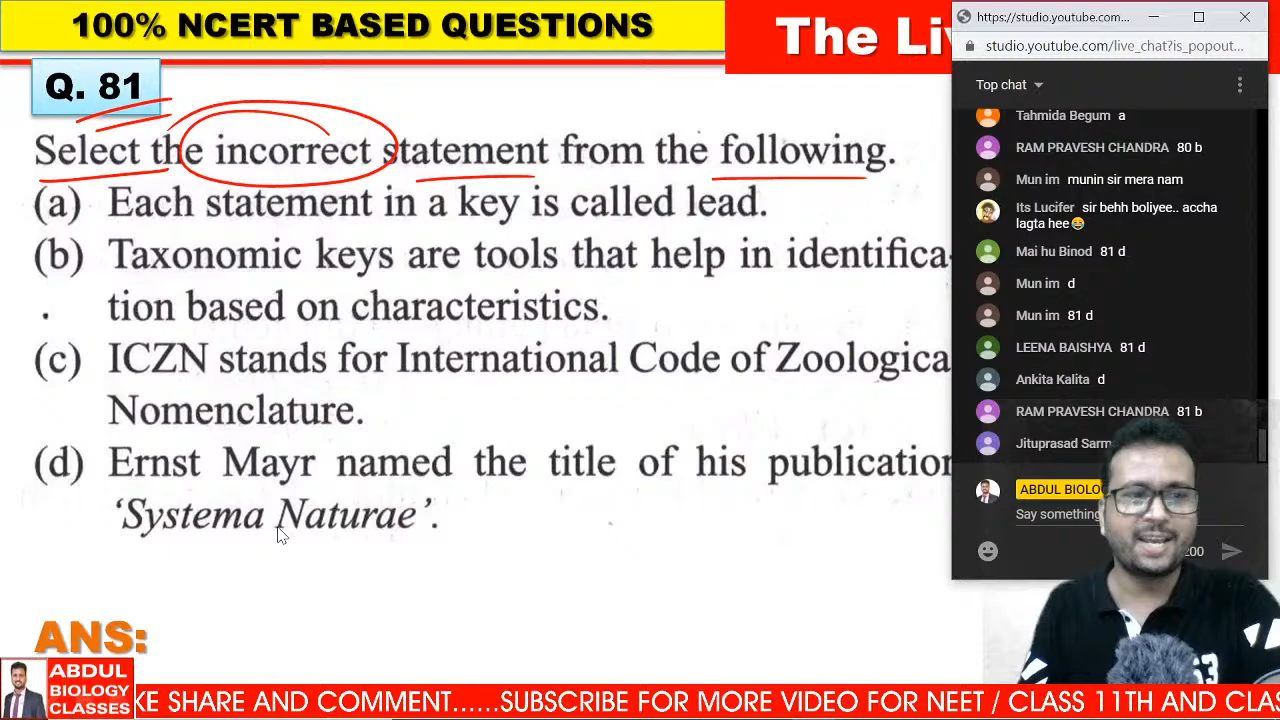 100% NCERT BASED QUESTIONS
The Liv
Q. 81
Select the incorrect statement from the following.
(a) Each statement in a key is called lead.
(b) Taxonomic keys are tools that help in identifica-
tion based on characteristics.
(c) ICZN stands for International Code of Zoologica
Nomenclature.
(d) Ernst Mayr named the title of his publication
‘Systema Naturae’.
ANS:
ABDUL
BIOLOGY
CLASSES
KE SHARE AND COMMENT......SUBSCRIBE FOR MORE VIDEO FOR NEET / CLASS 11TH AND CLAS
https://studio.youtube.com...
studio.youtube.com/live_chat?is_popout...
Top chat
Tahmida Begum a
RAM PRAVESH CHANDRA 80 b
Mun im munin sir mera nam
Its Lucifer sir behh boliyee.. accha
lagta hee
Mai hu Binod 81 d
Mun im d
Mun im 81 d
LEENA BAISHYA 81 d
Ankita Kalita d
RAM PRAVESH CHANDRA 81 b
Jituprasad Sarm
ABDUL BIOLO
Say something
200